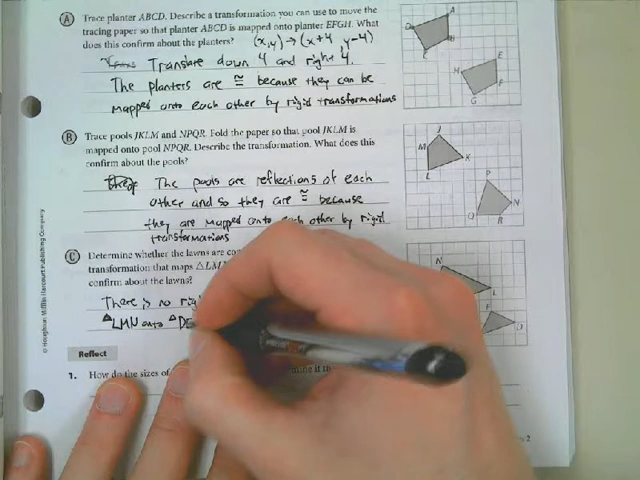 A Trace planter ABCD. Describe a transformation you can use to move the
tracing paper so that planter ABCD is mapped onto planter EFGH. What
does this confirm about the planters? (x,y) → (x+4, y-4)
Translate down 4 and right 4.
The planters are ≅ because they can be
mapped onto each other by rigid transformations
B Trace pools JKLM and NPQR. Fold the paper so that pool JKLM is
mapped onto pool NPQR. Describe the transformation. What does this
confirm about the pools?
The pools are reflections of each
other and so they are ≅ because
they are mapped onto each other by rigid
transformations
C Determine whether the lawns are
transformation that maps △LM
confirm about the lawns?
There is no
△LMN onto △D
Reflect
1. How do the sizes of
© Houghton Mifflin Harcourt Publishing Company
A
B
E
H
F
G
J
M
K
L
P
N
Q
R
N
L
F
D
2